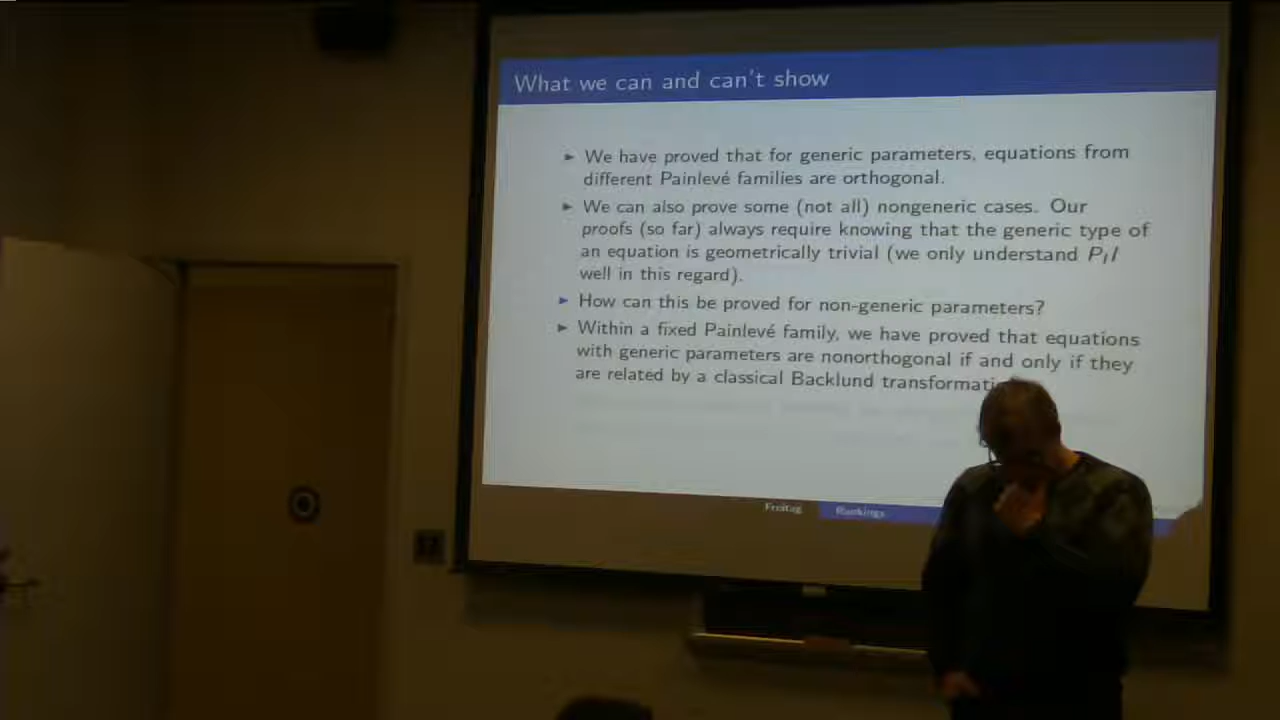 What we can and can't show
► We have proved that for generic parameters, equations from
different Painlevé families are orthogonal.
► We can also prove some (not all) nongeneric cases. Our
proofs (so far) always require knowing that the generic type of
an equation is geometrically trivial (we only understand P_I I
well in this regard).
► How can this be proved for non-generic parameters?
► Within a fixed Painlevé family, we have proved that equations
with generic parameters are nonorthogonal if and only if they
are related by a classical Backlund transformati
Freitag Rankings